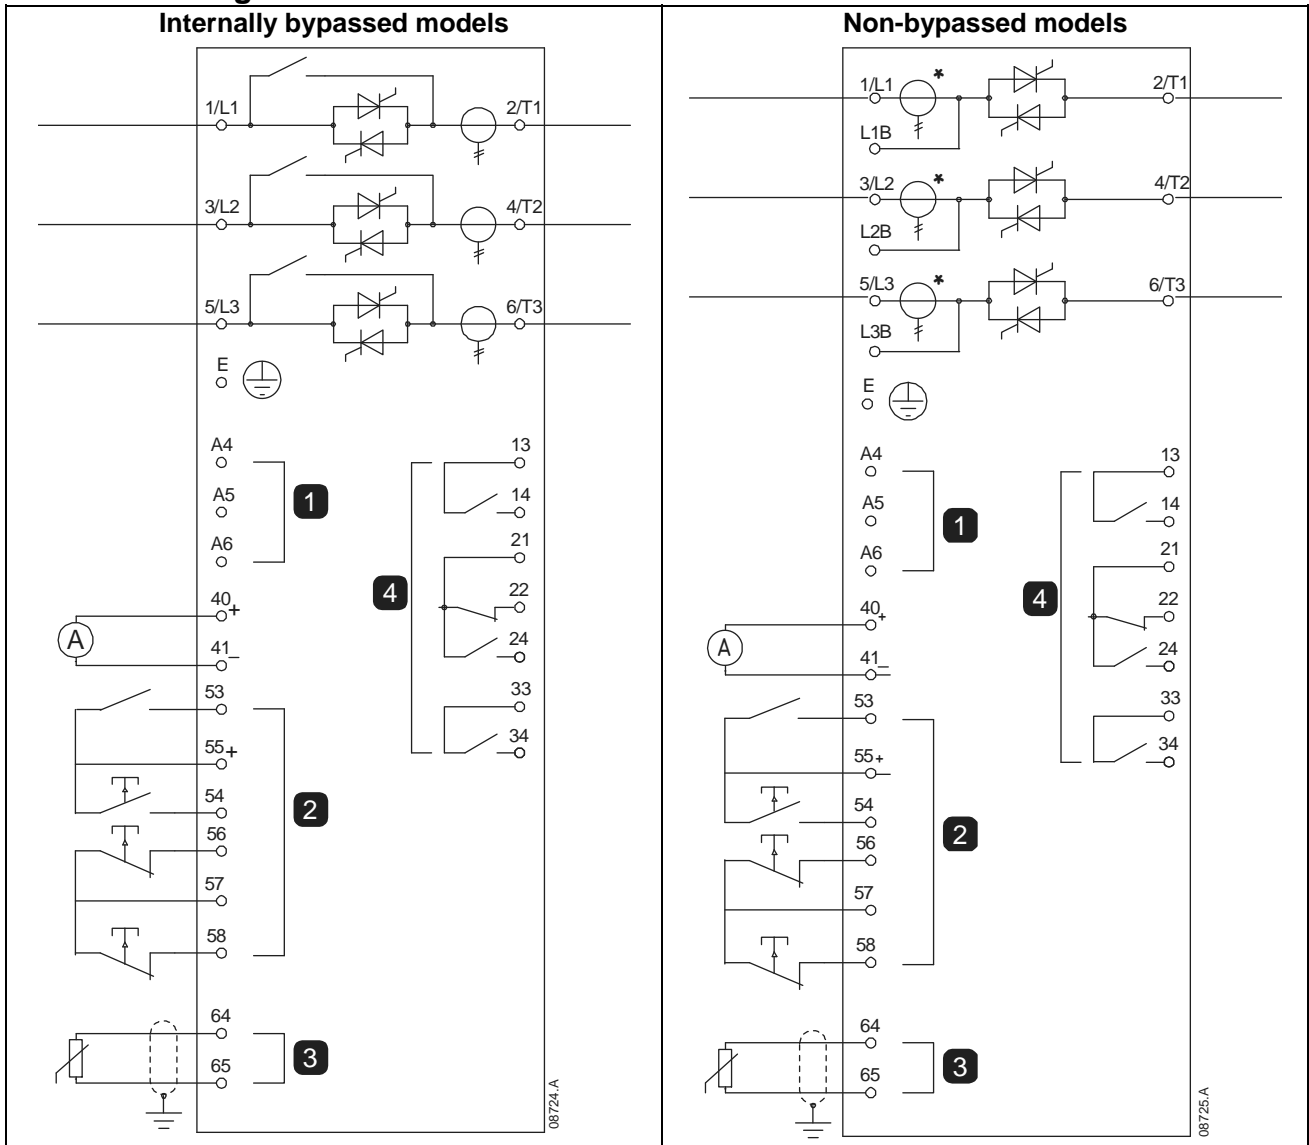 Internally bypassed models
1/L1
2/T1
3/L2
4/T2
5/L3
6/T3
E
A4
A5
1
A6
13
14
21
4
22
24
33
34
40
+
A
41
–
53
55
+
54
2
56
57
58
64
3
65
08724.A
Non-bypassed models
1/L1
*
2/T1
L1B
3/L2
*
4/T2
L2B
5/L3
*
6/T3
L3B
E
A4
A5
1
A6
13
14
21
4
22
24
33
34
40
+
A
41
–
53
55
+
–
54
2
56
57
58
64
3
65
08725.A